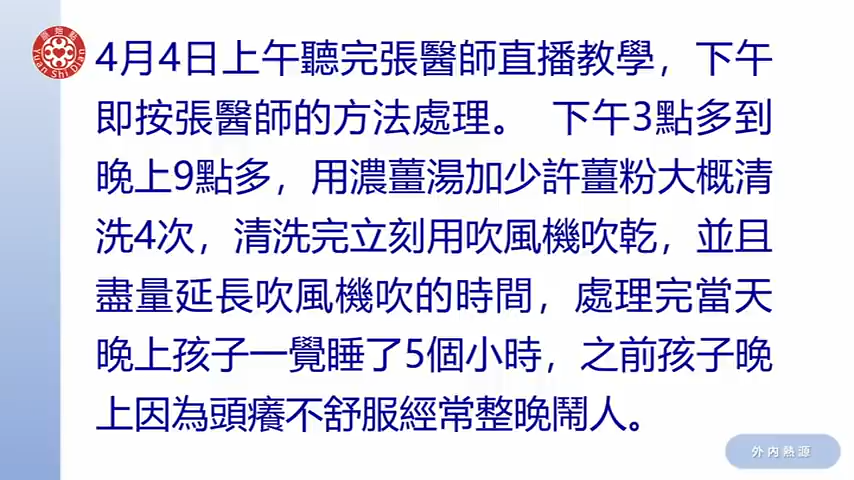 原始點
Yuan Shi Dian
4月4日上午聽完張醫師直播教學，下午
即按張醫師的方法處理。 下午3點多到
晚上9點多，用濃薑湯加少許薑粉大概清
洗4次，清洗完立刻用吹風機吹乾，並且
盡量延長吹風機吹的時間，處理完當天
晚上孩子一覺睡了5個小時，之前孩子晚
上因為頭癢不舒服經常整晚鬧人。
外內熱源